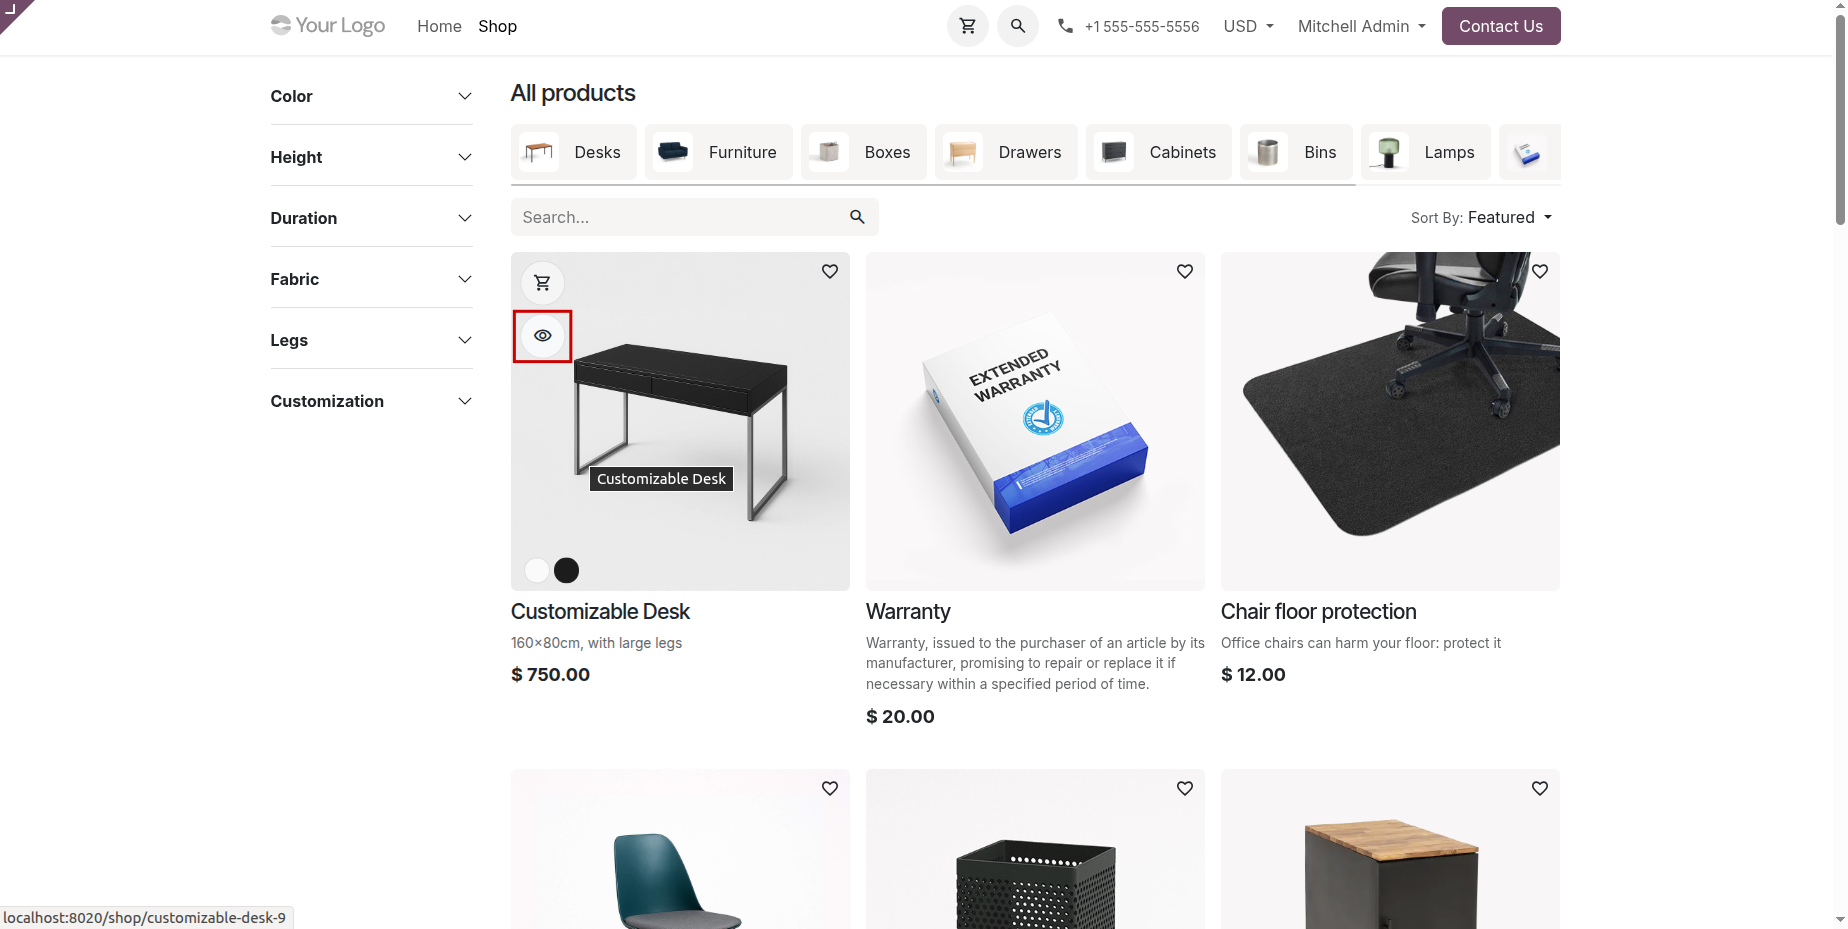 Your Logo
Home
Shop
+1 555-555-5556
USD
Mitchell Admin
Contact Us
Color
Height
Duration
Fabric
Legs
Customization
All products
Desks
Furniture
Boxes
Drawers
Cabinets
Bins
Lamps
Search...
Sort By: Featured
Customizable Desk
EXTENDED
WARRANTY
Customizable Desk
160×80cm, with large legs
$ 750.00
Warranty
Warranty, issued to the purchaser of an article by its
manufacturer, promising to repair or replace it if
necessary within a specified period of time.
$ 20.00
Chair floor protection
Office chairs can harm your floor: protect it
$ 12.00
localhost:8020/shop/customizable-desk-9